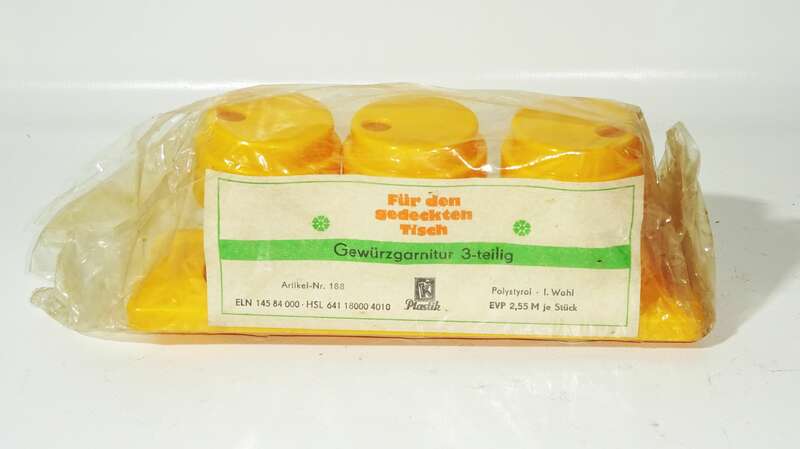 Für den
gedeckten
Tisch
Gewürzgarnitur 3-teilig
Artikel-Nr. 188
ELN 145 84 000 · HSL 641 18000 4010
Plastik
Polystyrol - I. Wahl
EVP 2,55 M je Stück